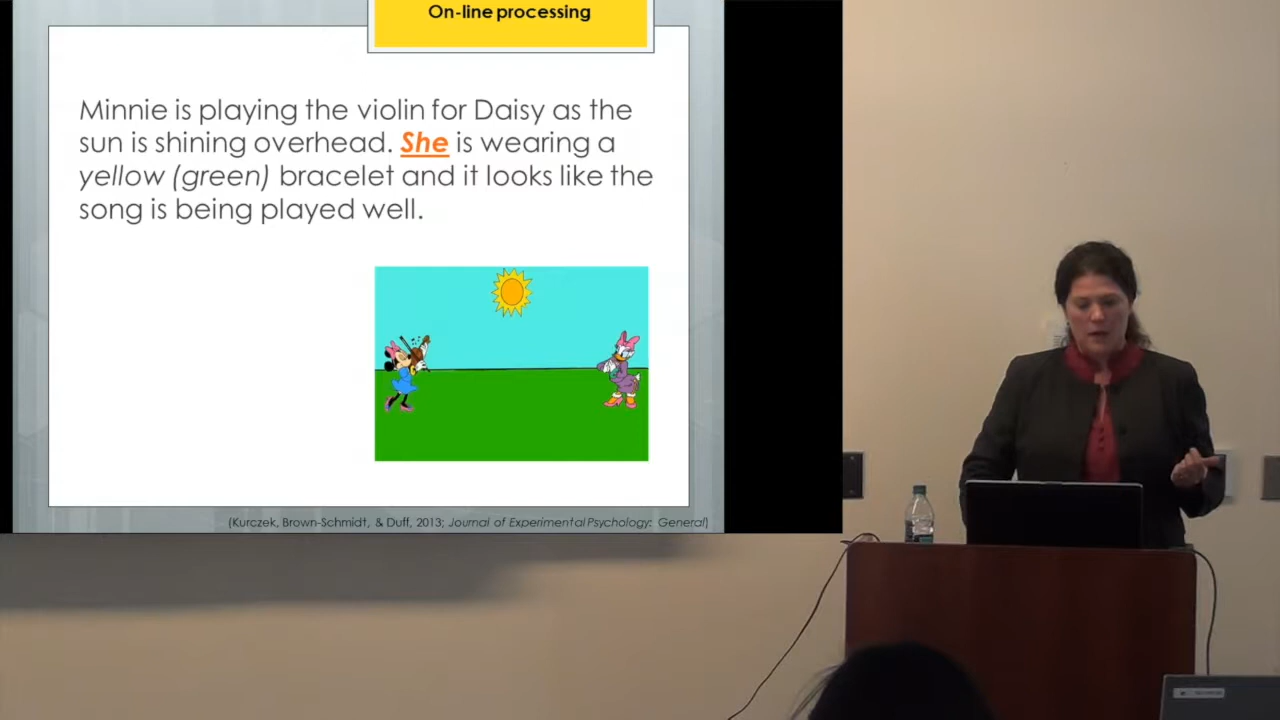 On-line processing
Minnie is playing the violin for Daisy as the
sun is shining overhead. She is wearing a
yellow (green) bracelet and it looks like the
song is being played well.
(Kurczek, Brown-Schmidt, & Duff, 2013; Journal of Experimental Psychology: General)